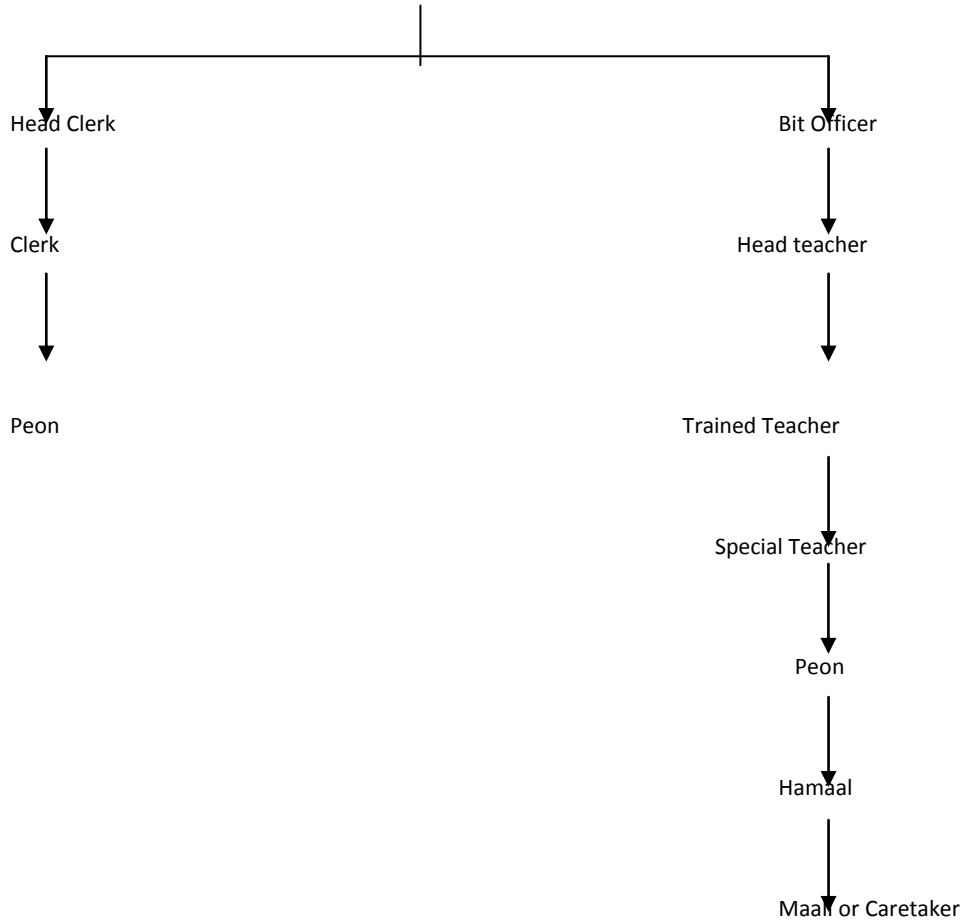 Head Clerk Bit Officer
Clerk Head teacher
Peon Trained Teacher
Special Teacher
Peon
Hamaal
Maali or Caretaker